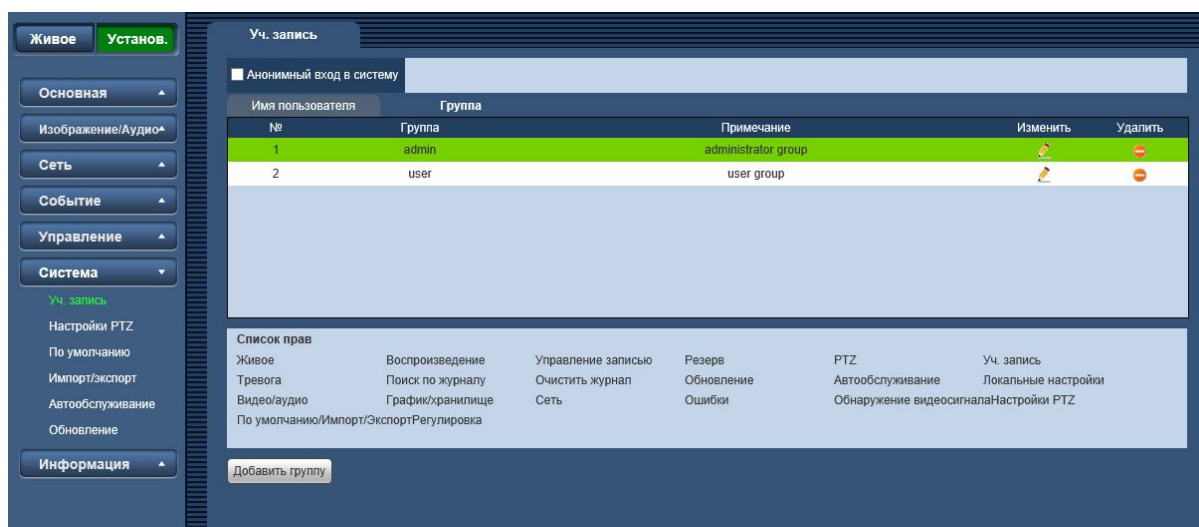 Живое Установ.
Основная
Изображение/Аудио
Сеть
Событие
Управление
Система
Уч. запись
Настройки PTZ
По умолчанию
Импорт/экспорт
Автообслуживание
Обновление
Информация
Уч. запись
Анонимный вход в систему
Имя пользователя Группа
№ Группа Примечание Изменить Удалить
1 admin administrator group
2 user user group
Список прав
Живое Воспроизведение Управление записью Резерв PTZ Уч. запись
Тревога Поиск по журналу Очистить журнал Обновление Автообслуживание Локальные настройки
Видео/аудио График/хранилище Сеть Ошибки Обнаружение видеосигналаНастройки PTZ
По умолчанию/Импорт/ЭкспортРегулировка
Добавить группу